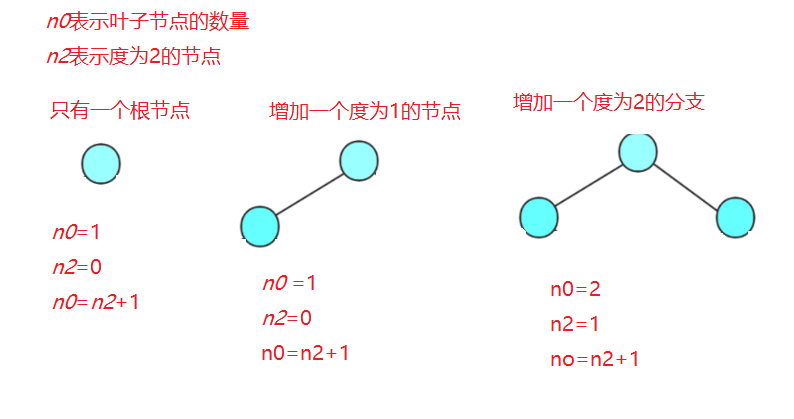 n0表示叶子节点的数量
n2表示度为2的节点
只有一个根节点
n0=1
n2=0
n0=n2+1
增加一个度为1的节点
n0 =1
n2=0
n0=n2+1
增加一个度为2的分支
n0=2
n2=1
no=n2+1